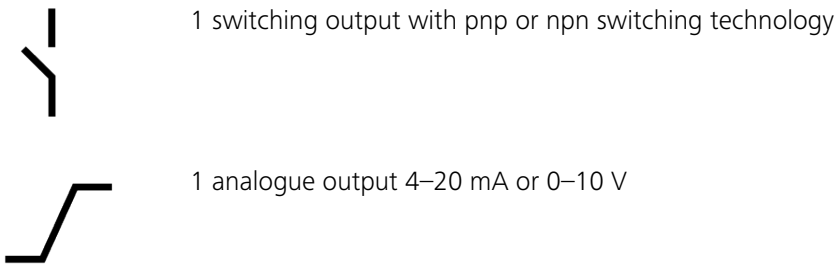 1 switching output with pnp or npn switching technology
1 analogue output 4–20 mA or 0–10 V